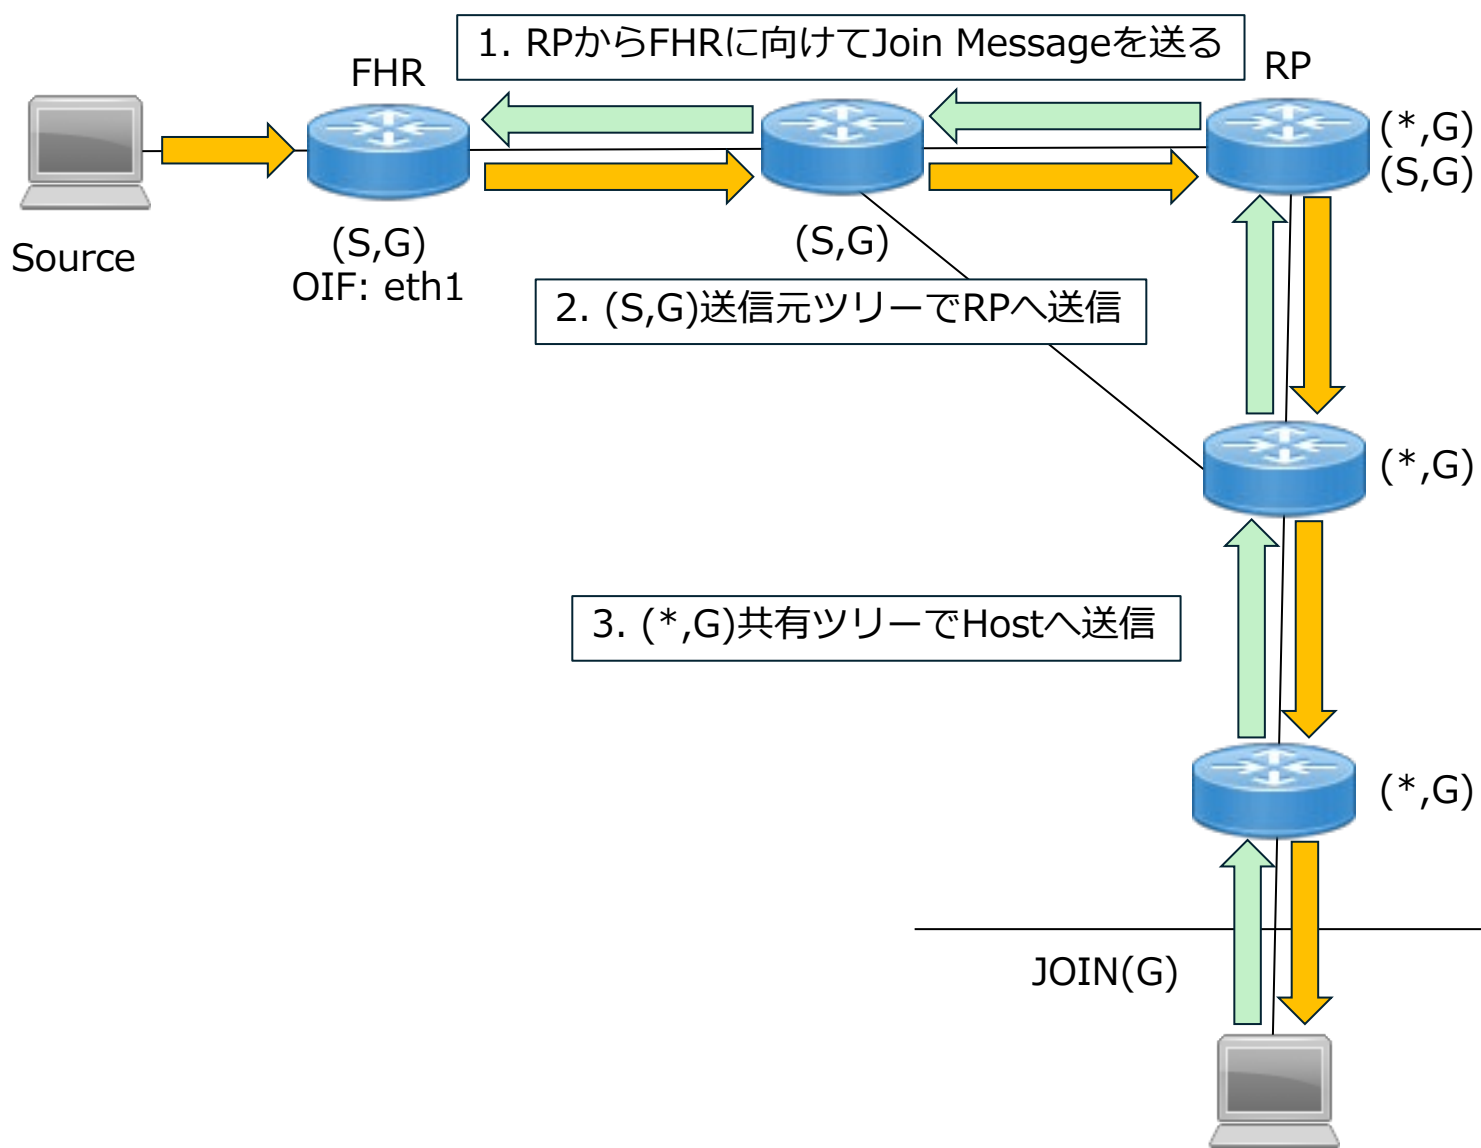 1. RPからFHRに向けてJoin Messageを送る
FHR
RP
(*,G)
(S,G)
Source
(S,G)
OIF: eth1
(S,G)
2. (S,G)送信元ツリーでRPへ送信
(*,G)
3. (*,G)共有ツリーでHostへ送信
(*,G)
JOIN(G)